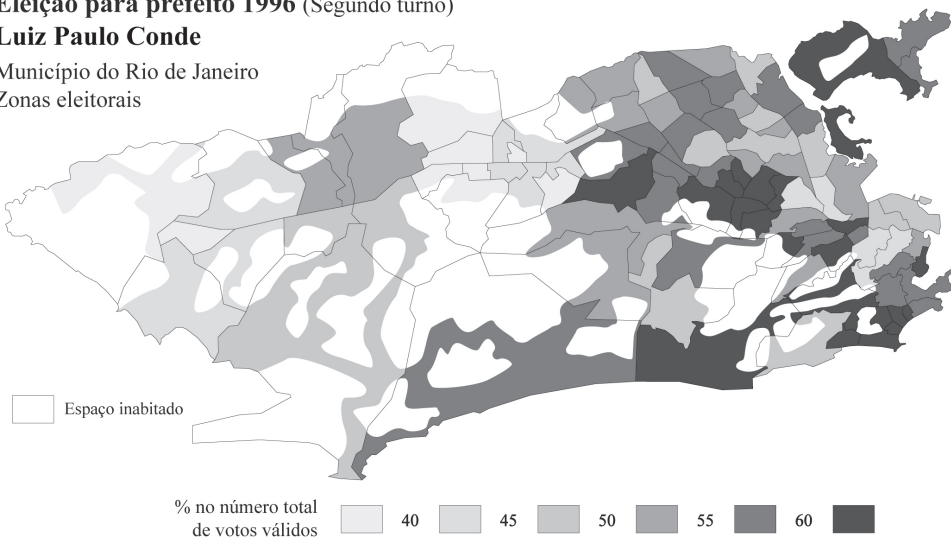 Eleição para prefeito 1996 (Segundo turno)
Luiz Paulo Conde
Município do Rio de Janeiro
Zonas eleitorais
Espaço inabitado
% no número total
de votos válidos
40 45 50 55 60